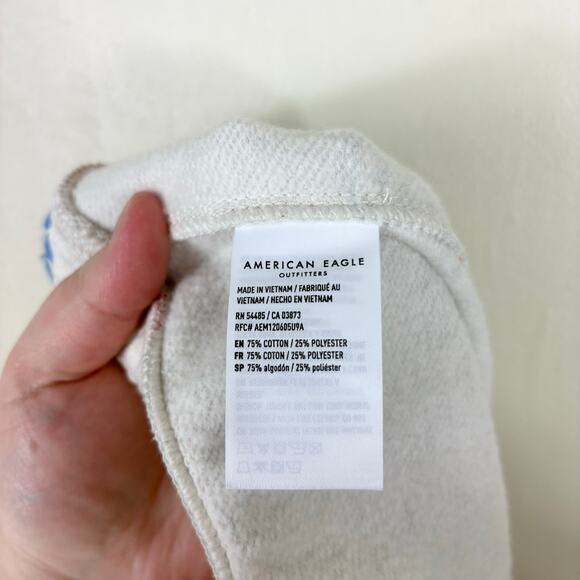 AMERICAN EAGLE
OUTFITTERS
MADE IN VIETNAM / FABRIQUÉ AU
VIETNAM / HECHO EN VIETNAM
RN 54485 / CA 03873
RFC# AEM120605U9A
EN 75% COTTON / 25% POLYESTER
FR 75% COTON / 25% POLYESTER
SP 75% algodón / 25% poliéster